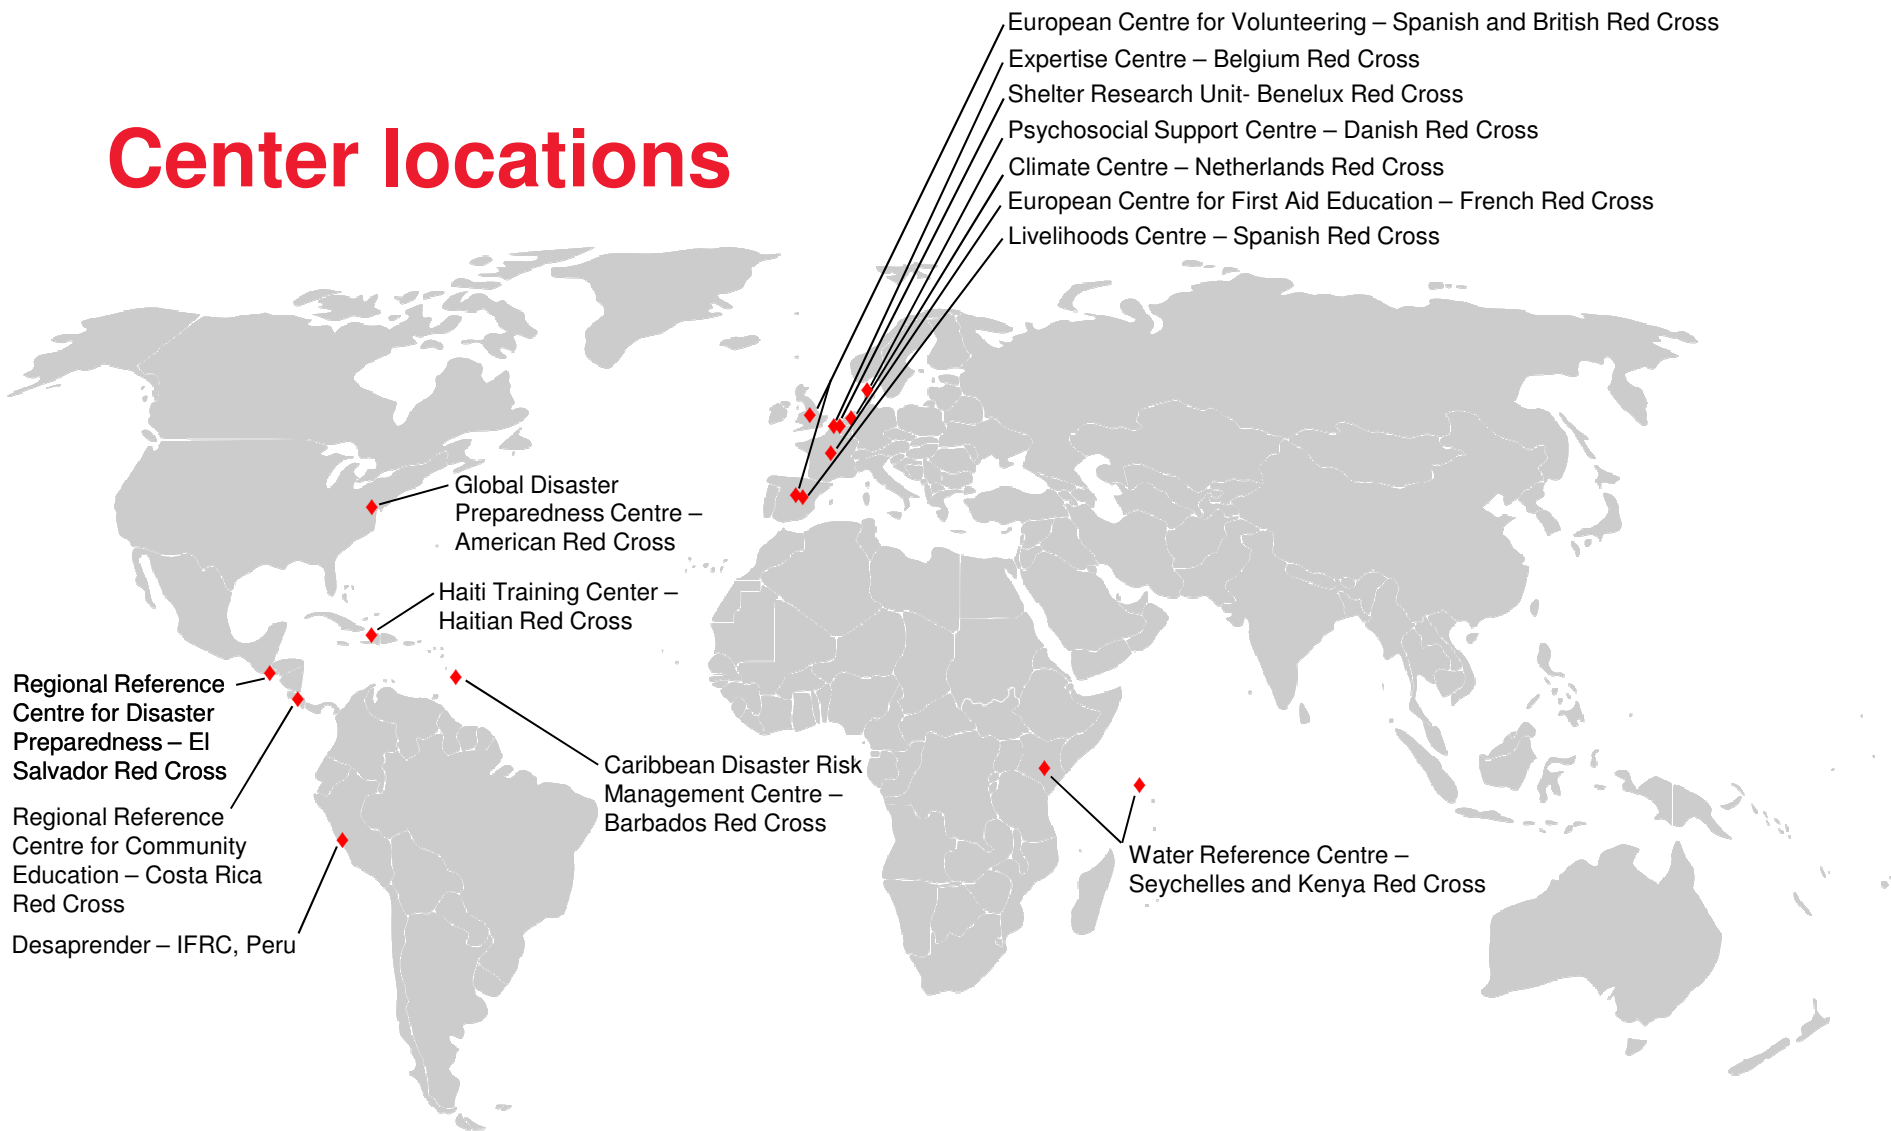 European Centre for Volunteering – Spanish and British Red Cross
Expertise Centre – Belgium Red Cross
Shelter Research Unit- Benelux Red Cross
Psychosocial Support Centre – Danish Red Cross
Climate Centre – Netherlands Red Cross
European Centre for First Aid Education – French Red Cross
Livelihoods Centre – Spanish Red Cross
Center locations
Global Disaster
Preparedness Centre –
American Red Cross
Haiti Training Center –
Haitian Red Cross
Regional Reference
Centre for Disaster
Preparedness – El
Salvador Red Cross
Regional Reference
Centre for Community
Education – Costa Rica
Red Cross
Desaprender – IFRC, Peru
Caribbean Disaster Risk
Management Centre –
Barbados Red Cross
Water Reference Centre –
Seychelles and Kenya Red Cross